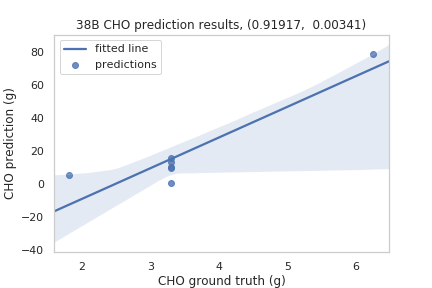 38B CHO prediction results, (0.91917,  0.00341)
fitted line
predictions
80
60
40
20
0
−20
−40
CHO prediction (g)
2 3 4 5 6
CHO ground truth (g)